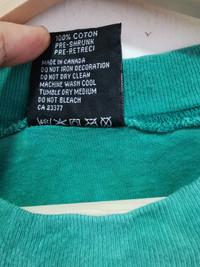 100% COTON
PRE-SHRUNK
PRE-RETRECI
MADE IN CANADA
DO NOT IRON DECORATION
DO NOT DRY CLEAN
MACHINE WASH COOL
TUMBLE DRY MEDIUM
DO NOT BLEACH
CA 23377